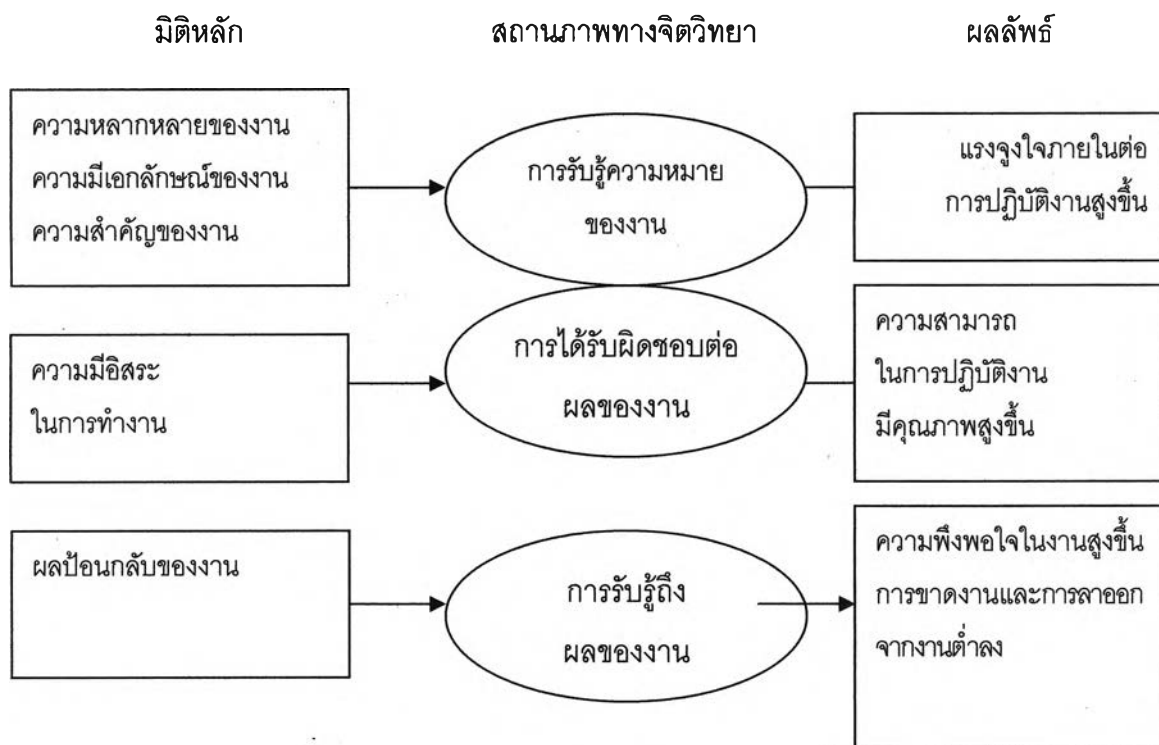 มิติหลัก
สถานภาพทางจิตวิทยา
ผลลัพธ์
ความหลากหลายของงาน
ความมีเอกลักษณ์ของงาน
ความสำคัญของงาน
การรับรู้ความหมาย
ของงาน
แรงจูงใจภายในต่อ
การปฏิบัติงานสูงขึ้น
ความมีอิสระ
ในการทำงาน
การได้รับผิดชอบต่อ
ผลของงาน
ความสามารถ
ในการปฏิบัติงาน
มีคุณภาพสูงขึ้น
ผลป้อนกลับของงาน
การรับรู้ถึง
ผลของงาน
ความพึงพอใจในงานสูงขึ้น
การขาดงานและการลาออก
จากงานต่ำลง